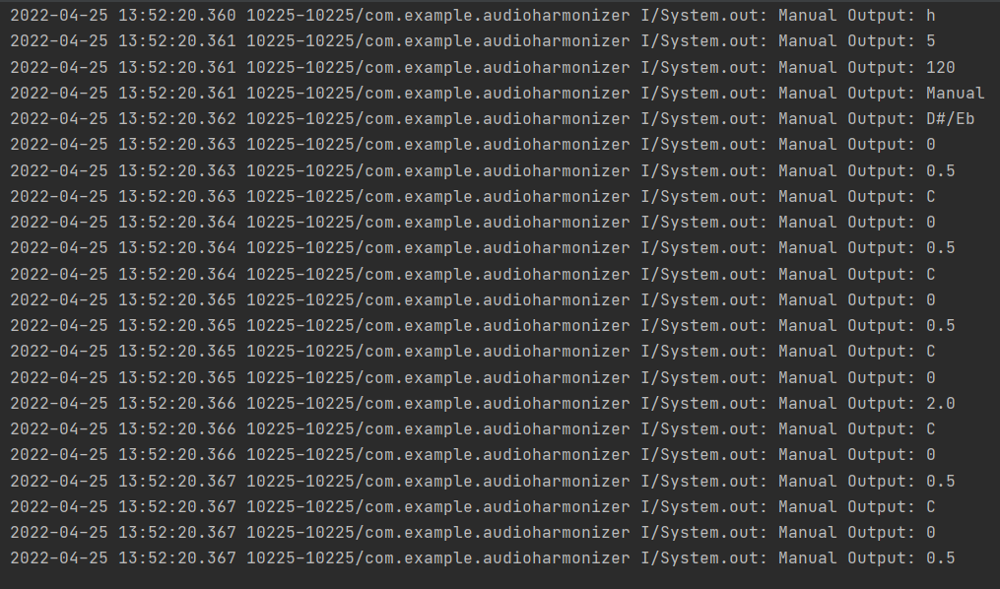 2022-04-25 13:52:20.360 10225-10225/com.example.audioharmonizer I/System.out: Manual Output: h
2022-04-25 13:52:20.361 10225-10225/com.example.audioharmonizer I/System.out: Manual Output: 5
2022-04-25 13:52:20.361 10225-10225/com.example.audioharmonizer I/System.out: Manual Output: 120
2022-04-25 13:52:20.361 10225-10225/com.example.audioharmonizer I/System.out: Manual Output: Manual
2022-04-25 13:52:20.362 10225-10225/com.example.audioharmonizer I/System.out: Manual Output: D#/Eb
2022-04-25 13:52:20.363 10225-10225/com.example.audioharmonizer I/System.out: Manual Output: 0
2022-04-25 13:52:20.363 10225-10225/com.example.audioharmonizer I/System.out: Manual Output: 0.5
2022-04-25 13:52:20.363 10225-10225/com.example.audioharmonizer I/System.out: Manual Output: C
2022-04-25 13:52:20.364 10225-10225/com.example.audioharmonizer I/System.out: Manual Output: 0
2022-04-25 13:52:20.364 10225-10225/com.example.audioharmonizer I/System.out: Manual Output: 0.5
2022-04-25 13:52:20.364 10225-10225/com.example.audioharmonizer I/System.out: Manual Output: C
2022-04-25 13:52:20.365 10225-10225/com.example.audioharmonizer I/System.out: Manual Output: 0
2022-04-25 13:52:20.365 10225-10225/com.example.audioharmonizer I/System.out: Manual Output: 0.5
2022-04-25 13:52:20.365 10225-10225/com.example.audioharmonizer I/System.out: Manual Output: C
2022-04-25 13:52:20.365 10225-10225/com.example.audioharmonizer I/System.out: Manual Output: 0
2022-04-25 13:52:20.366 10225-10225/com.example.audioharmonizer I/System.out: Manual Output: 2.0
2022-04-25 13:52:20.366 10225-10225/com.example.audioharmonizer I/System.out: Manual Output: C
2022-04-25 13:52:20.366 10225-10225/com.example.audioharmonizer I/System.out: Manual Output: 0
2022-04-25 13:52:20.367 10225-10225/com.example.audioharmonizer I/System.out: Manual Output: 0.5
2022-04-25 13:52:20.367 10225-10225/com.example.audioharmonizer I/System.out: Manual Output: C
2022-04-25 13:52:20.367 10225-10225/com.example.audioharmonizer I/System.out: Manual Output: 0
2022-04-25 13:52:20.367 10225-10225/com.example.audioharmonizer I/System.out: Manual Output: 0.5